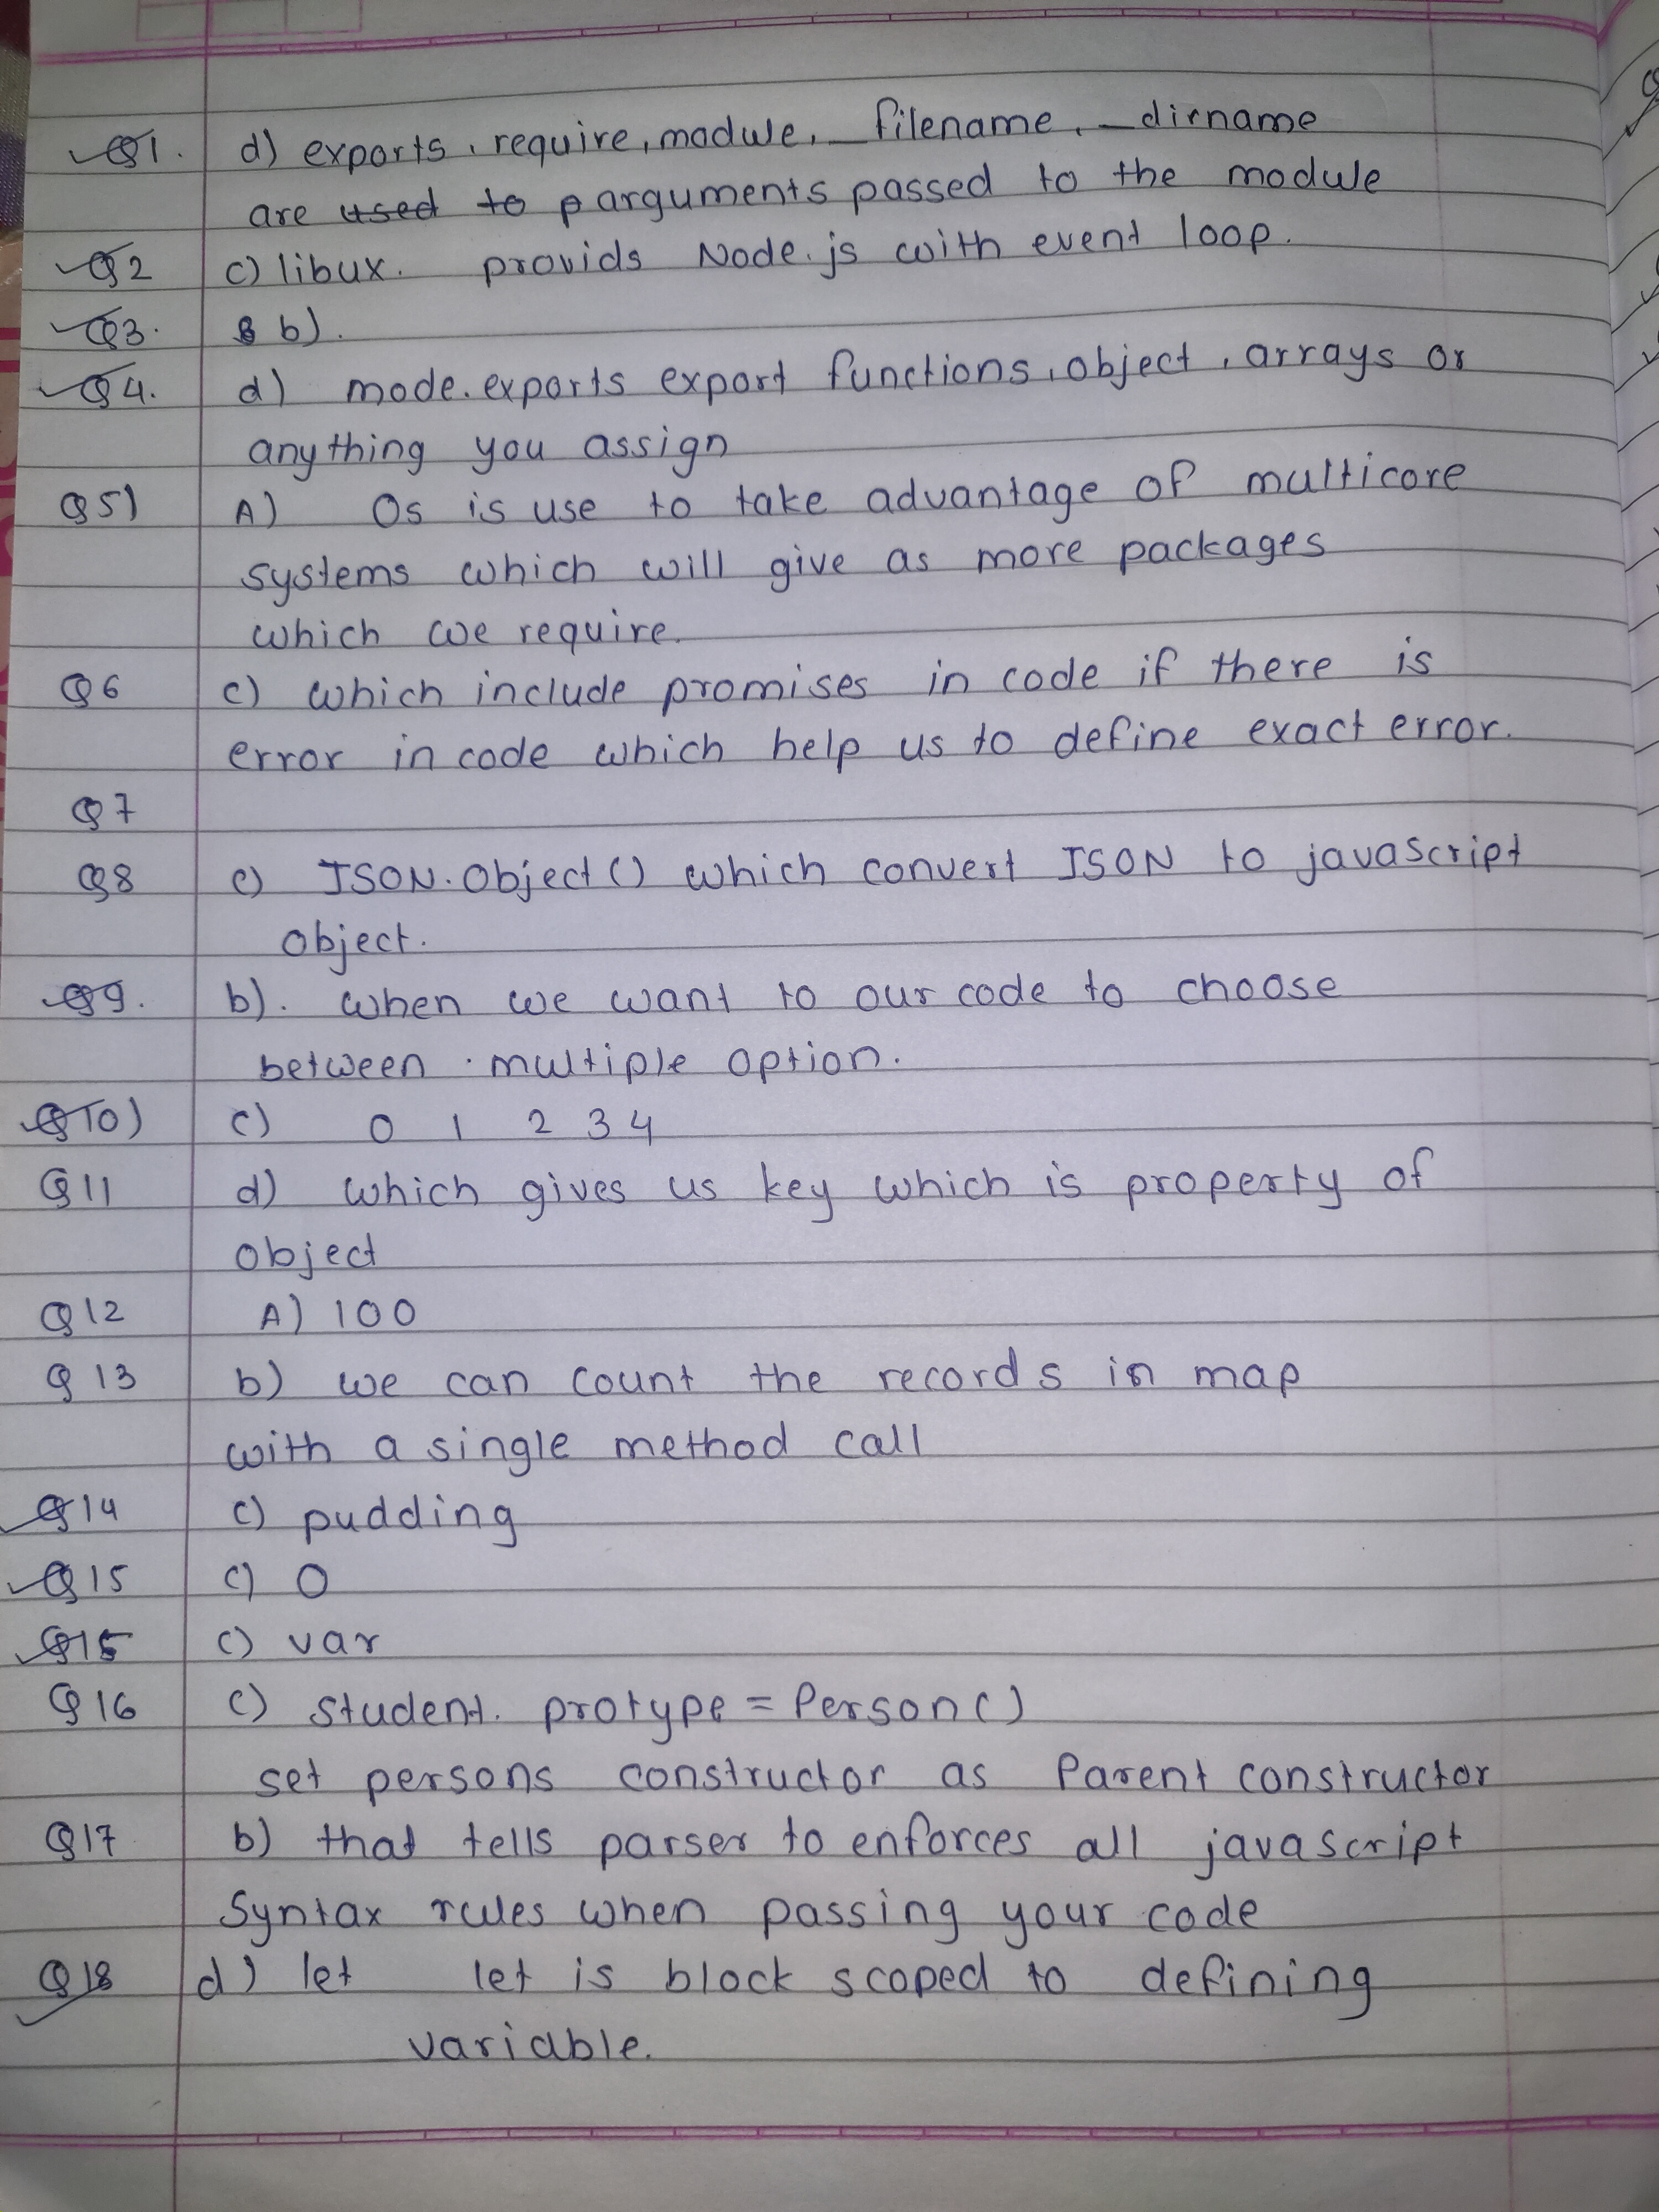 Q1. d) exports, require, module, _ filename, _ dirname
are used to p arguments passed to the module
Q2 c) libux. provids Node.js with event loop.
Q3. b).
Q4. d) mode.exports export functions, object, arrays or
anything you assign
Q5) A) Os is use to take advantage of multicore
systems which will give as more packages
which we require.
Q6 c) which include promises in code if there is
error in code which help us to define exact error.
Q7
Q8 c) JSON.Object() which convert JSON to javascript
object.
Q9. b). when we want to our code to choose
between multiple option.
Q10) c) 0 1 2 3 4
Q11 d) which gives us key which is property of
object
Q12 A) 100
Q13 b) we can count the records in map
with a single method call
Q14 c) pudding
Q15 c) 0
Q15 c) var
Q16 c) student. protype = Person()
set persons constructor as Parent constructor
Q17 b) that tells parser to enforces all javascript
Syntax rules when passing your code
Q18 d) let let is block scoped to defining
variable.